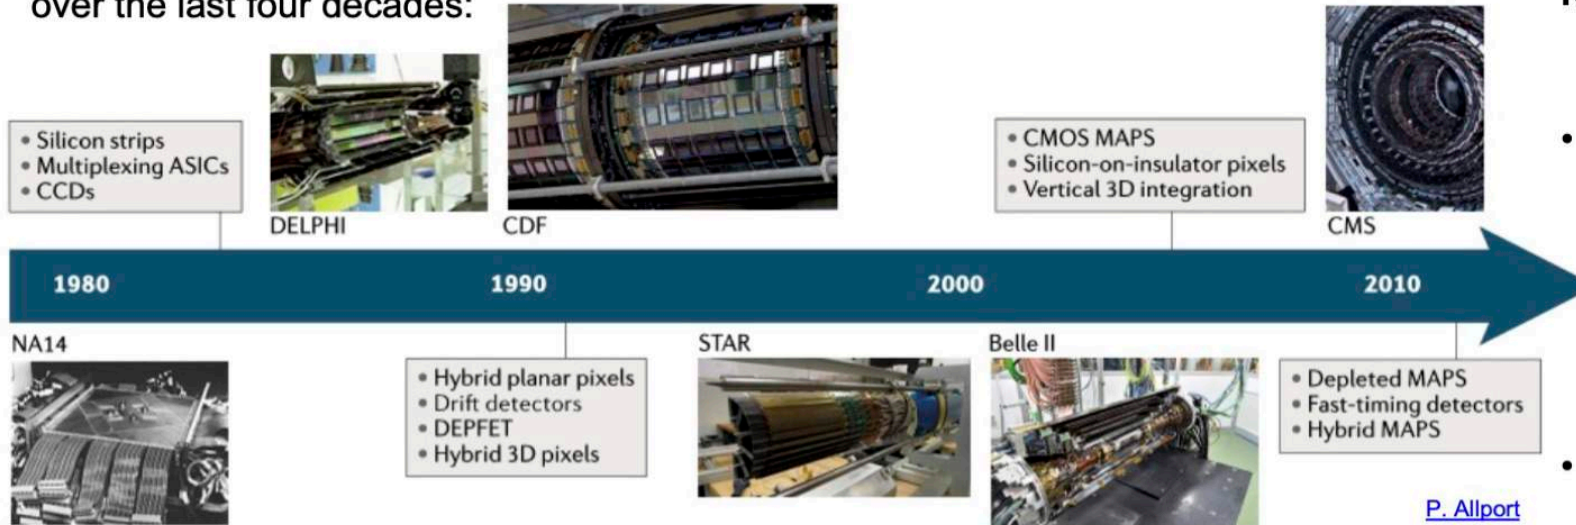 over the last four decades:
• Silicon strips
• Multiplexing ASICs
• CCDs
DELPHI
CDF
• CMOS MAPS
• Silicon-on-insulator pixels
• Vertical 3D integration
CMS
1980
1990
2000
2010
NA14
• Hybrid planar pixels
• Drift detectors
• DEPFET
• Hybrid 3D pixels
STAR
Belle II
• Depleted MAPS
• Fast-timing detectors
• Hybrid MAPS
P. Allport